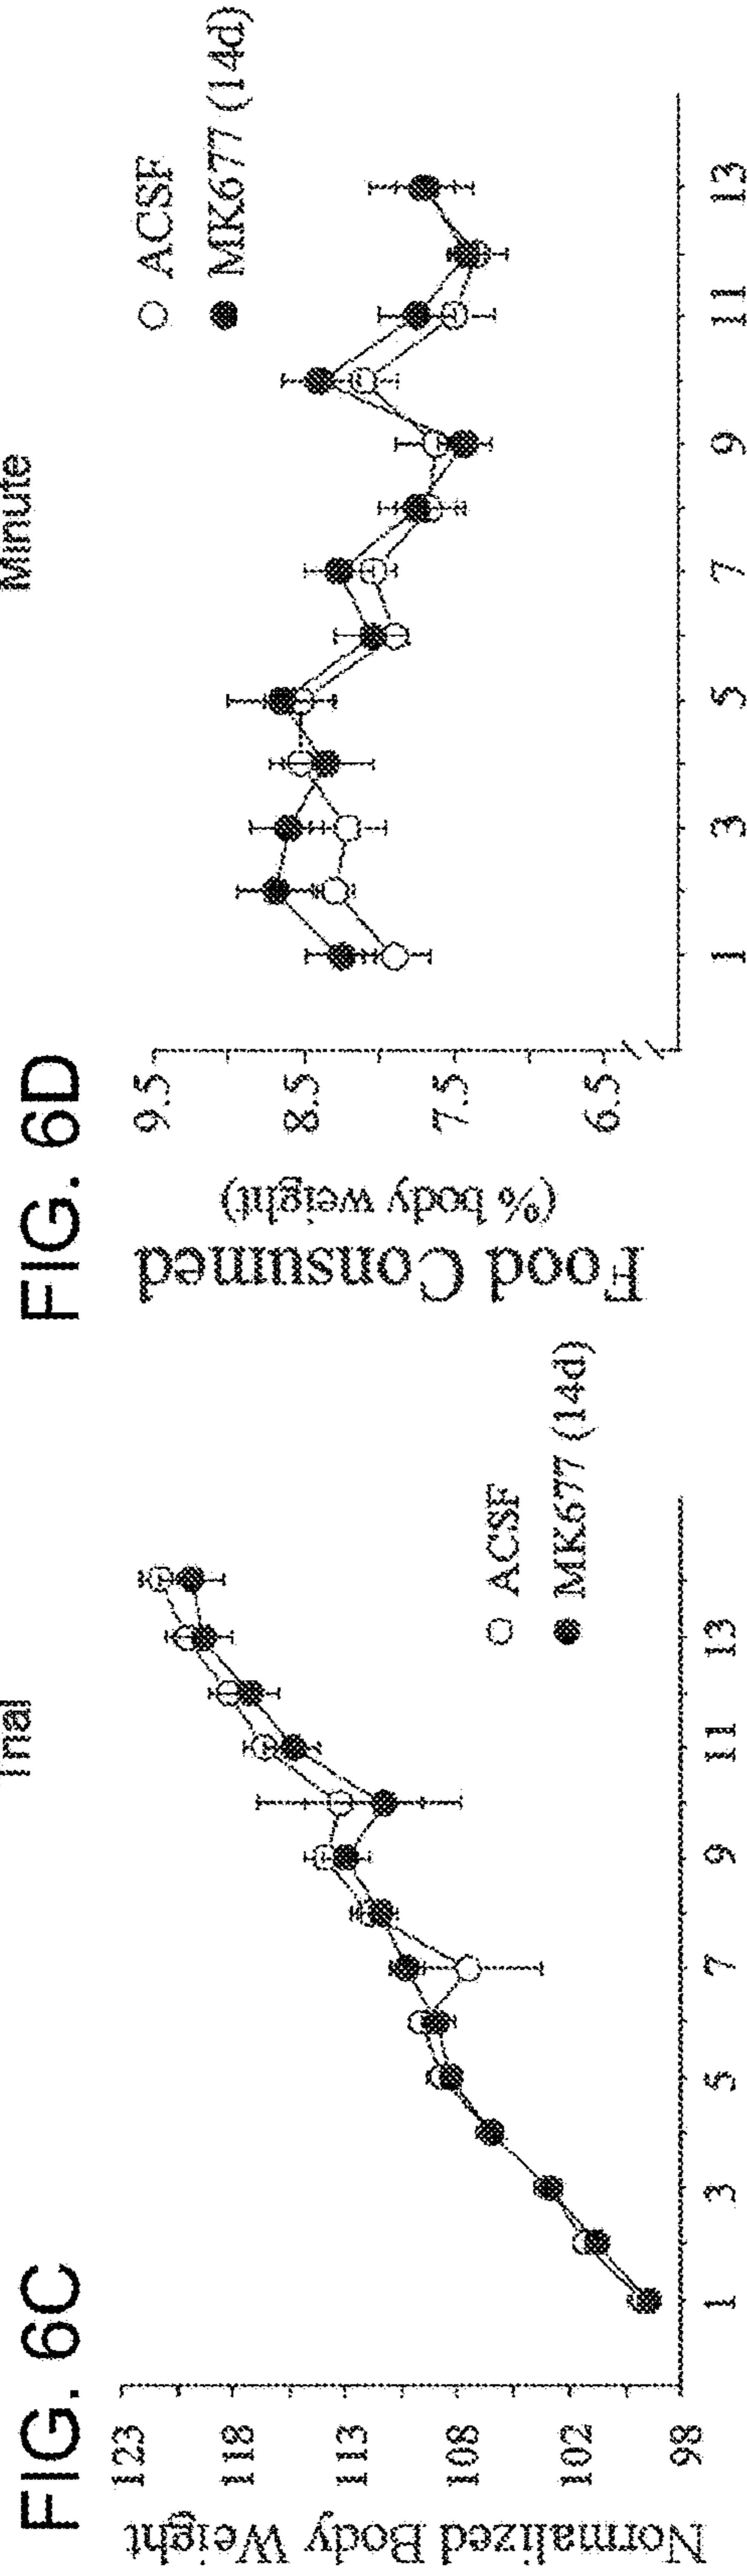 Trial
Minute
FIG. 6C
Normalized Body Weight
123
118
113
108
102
98
1
3
5
7
9
11
13
ACSF
MK677 (14d)
FIG. 6D
Food Consumed
(% body weight)
9.5
8.5
7.5
6.5
1
3
5
7
9
11
13
ACSF
MK677 (14d)